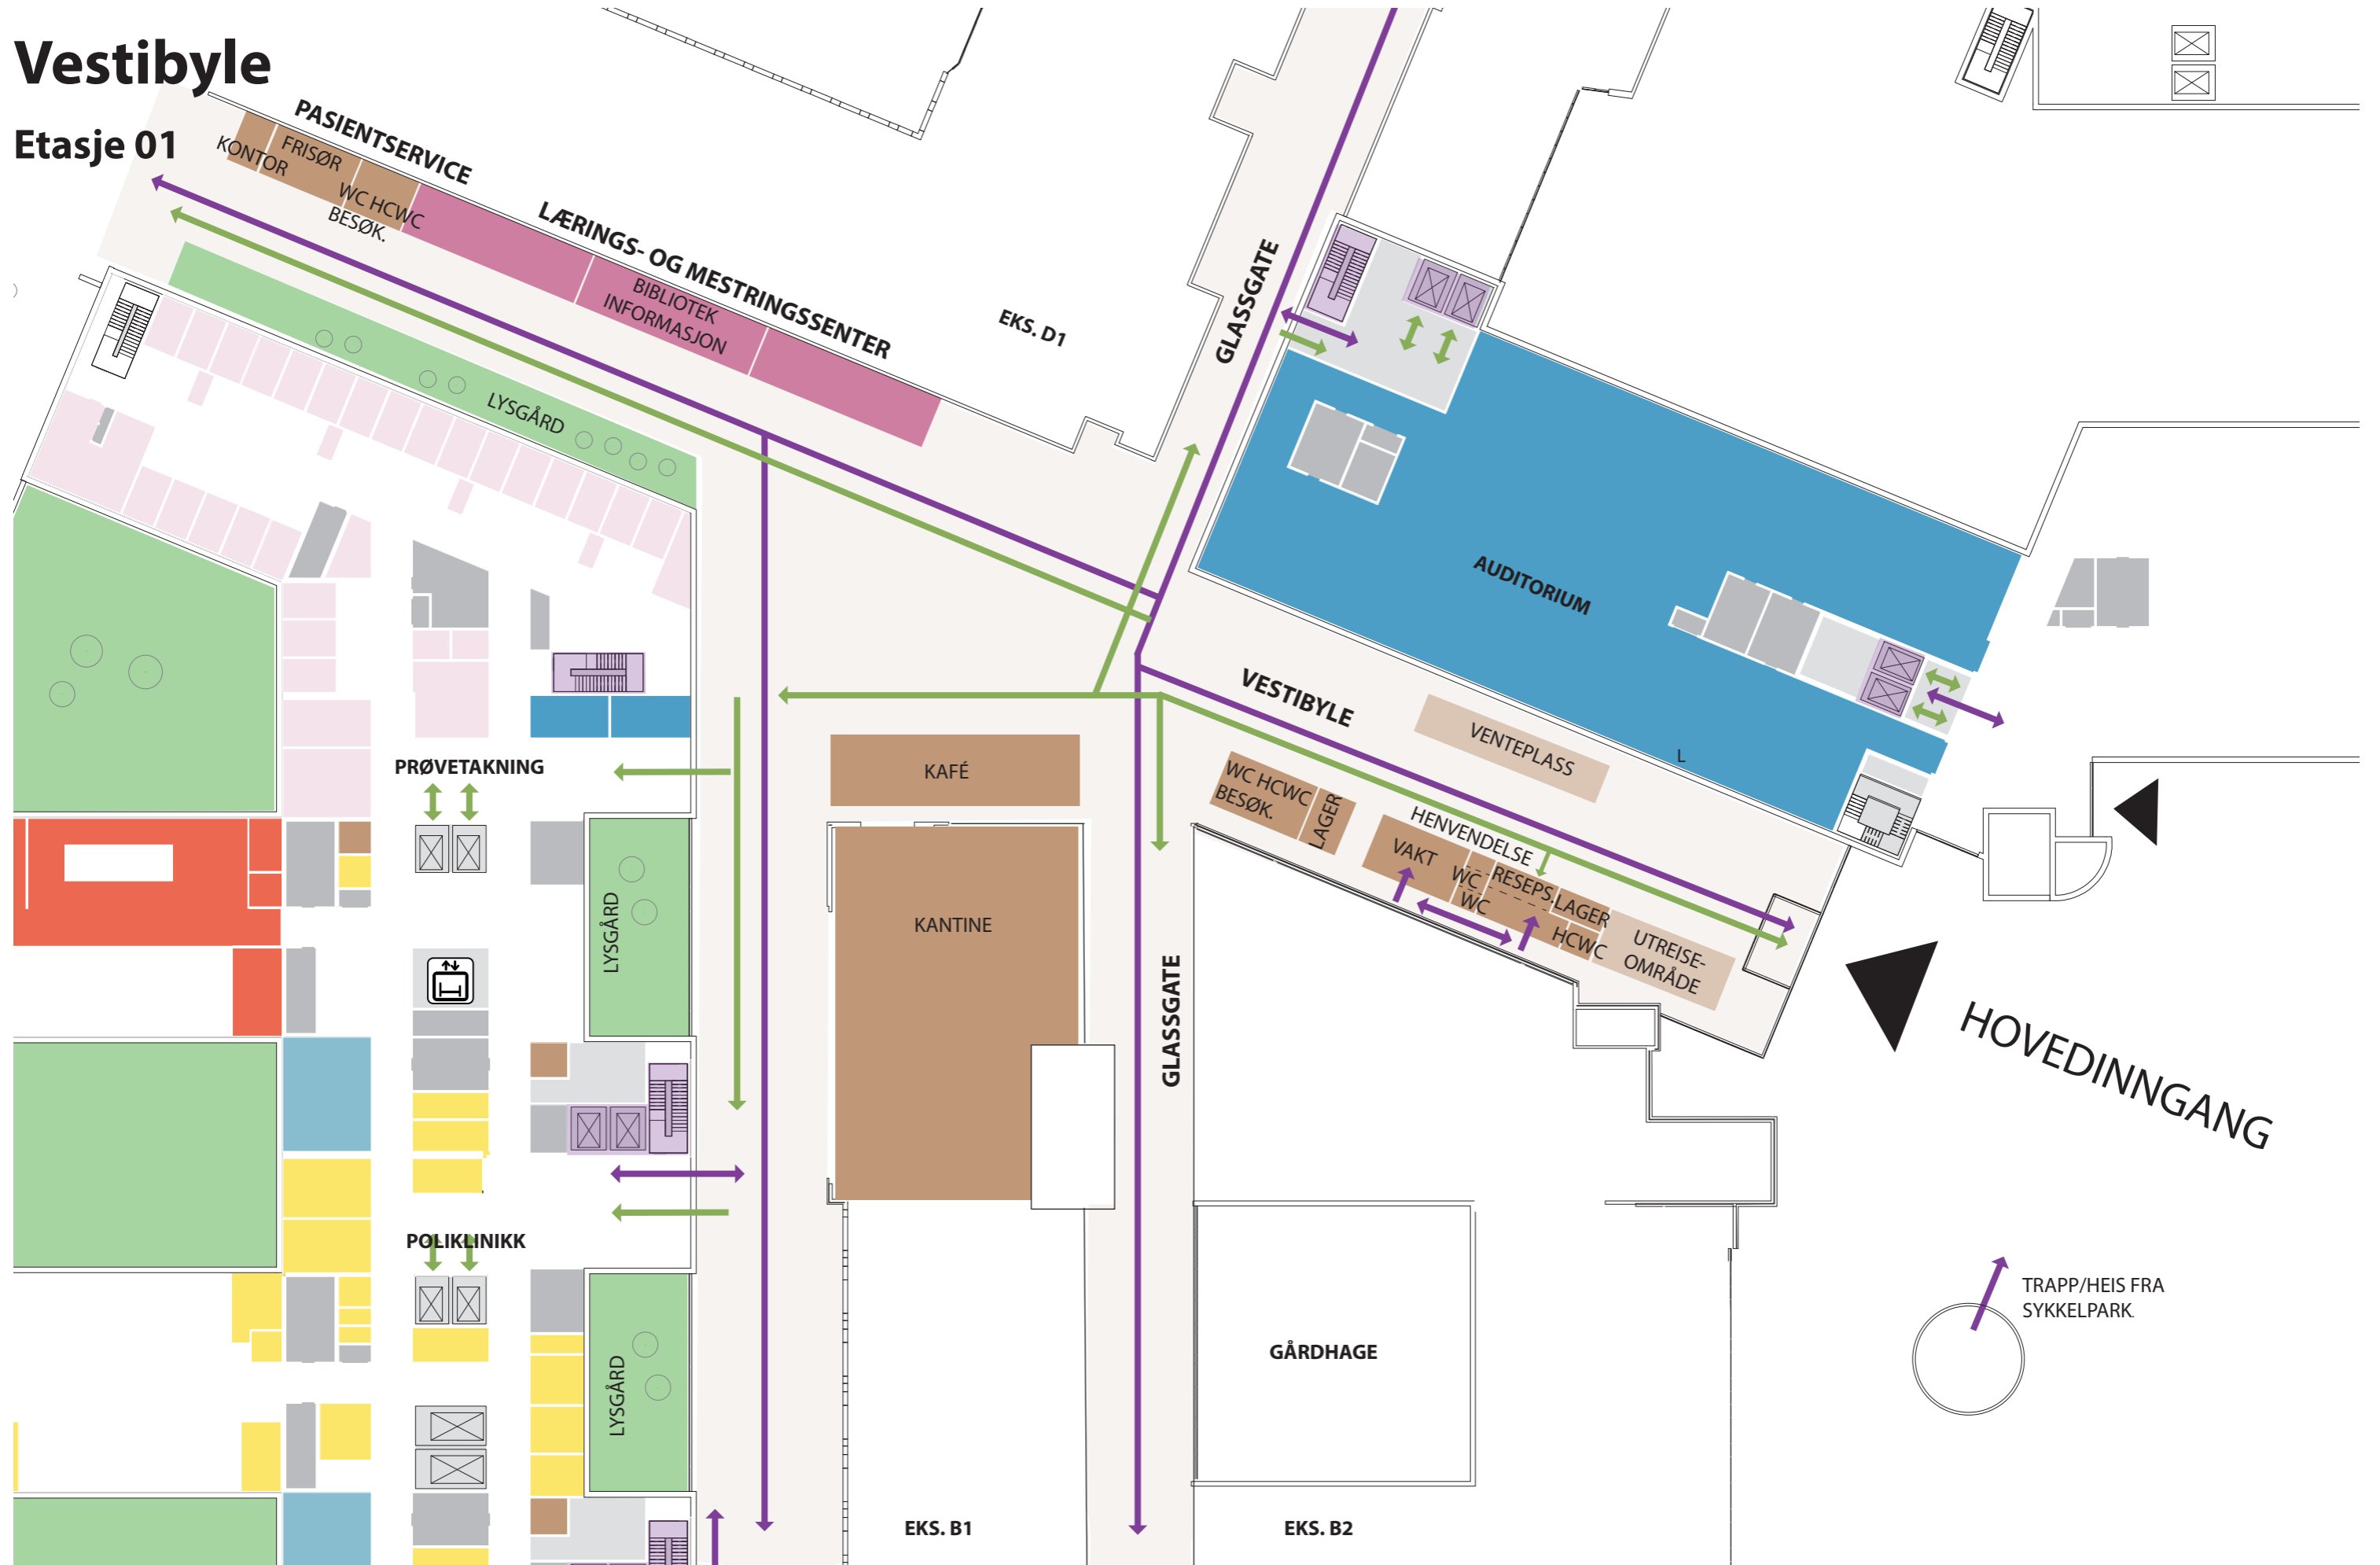 Vestibyle
Etasje 01
PASIENTSERVICE
KONTOR
FRISØR
WC HCWC
BESØK.
LÆRINGS- OG MESTRINGSSENTER
BIBLIOTEK
INFORMASJON
EKS. D1
GLASSGATE
LYSGÅRD
AUDITORIUM
VESTIBYLE
VENTEPLASS
L
PRØVETAKNING
KAFÉ
WC HCWC
BESØK.
LAGER
HENVENDELSE
VAKT
WC
WC
RESEPS.
LAGER
HCWC
UTREISE-
OMRÅDE
LYSGÅRD
KANTINE
GLASSGATE
HOVEDINNGANG
POLIKLINIKK
TRAPP/HEIS FRA
SYKKELPARK.
GÅRDHAGE
LYSGÅRD
EKS. B1
EKS. B2